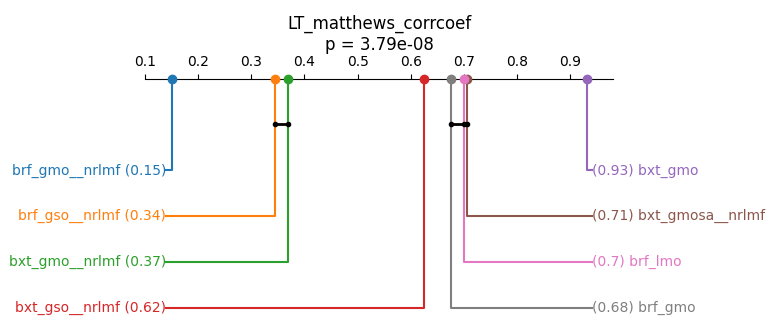 LT_matthews_corrcoef
p = 3.79e-08
0.1 0.2 0.3 0.4 0.5 0.6 0.7 0.8 0.9
brf_gmo__nrlmf (0.15) (0.93) bxt_gmo
brf_gso__nrlmf (0.34) (0.71) bxt_gmosa__nrlmf
bxt_gmo__nrlmf (0.37) (0.7) brf_lmo
bxt_gso__nrlmf (0.62) (0.68) brf_gmo